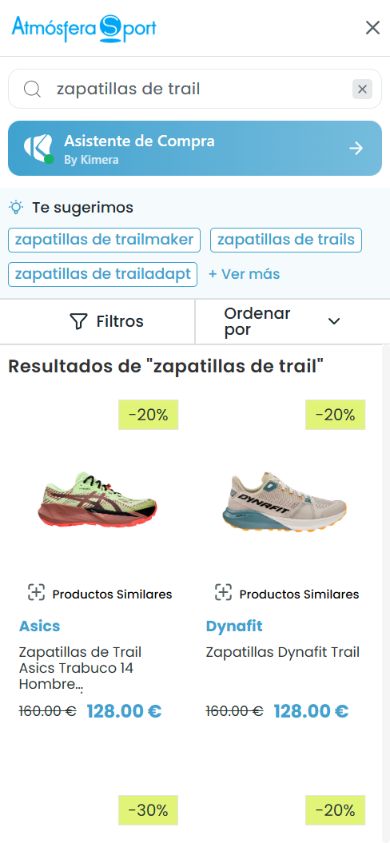 Atmósfera Sport
zapatillas de trail
Asistente de Compra
By Kimera
Te sugerimos
zapatillas de trailmaker
zapatillas de trails
zapatillas de trailadapt
+ Ver más
Filtros
Ordenar
por
Resultados de "zapatillas de trail"
-20%
-20%
DYNAFIT
Productos Similares
Productos Similares
Asics
Zapatillas de Trail
Asics Trabuco 14
Hombre...
160.00 € 128.00 €
Dynafit
Zapatillas Dynafit Trail
160.00 € 128.00 €
-30%
-20%